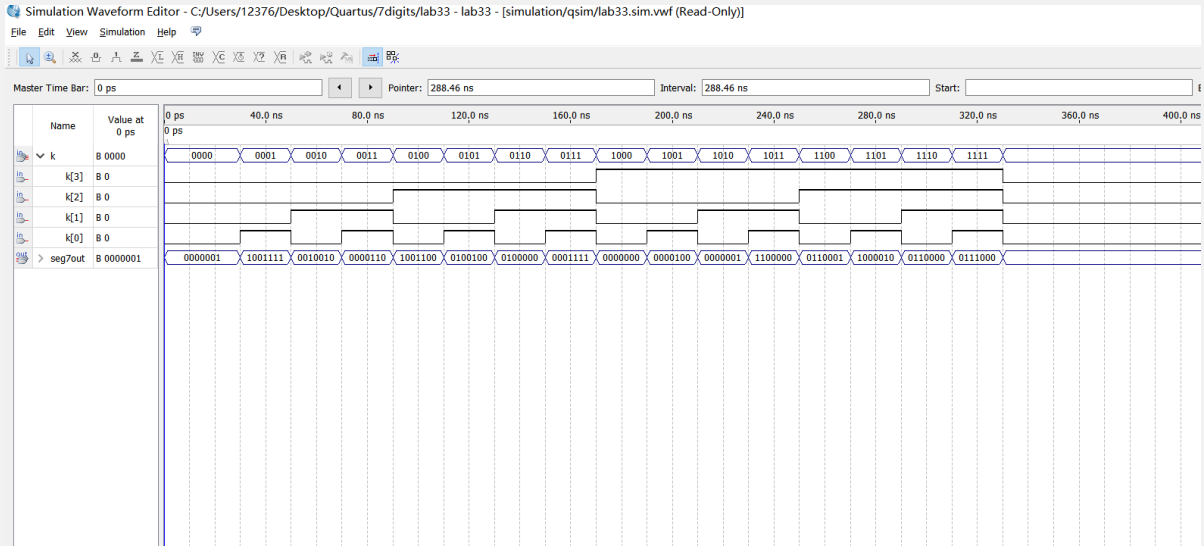 Simulation Waveform Editor - C:/Users/12376/Desktop/Quartus/7digits/lab33 - lab33 - [simulation/qsim/lab33.sim.vwf (Read-Only)]
File Edit View Simulation Help
Master Time Bar: 0 ps Pointer: 288.46 ns Interval: 288.46 ns Start:
Name Value at 0 ps
0 ps 40.0 ns 80.0 ns 120.0 ns 160.0 ns 200.0 ns 240.0 ns 280.0 ns 320.0 ns 360.0 ns 400.0 ns
0 ps
k B 0000 0000 0001 0010 0011 0100 0101 0110 0111 1000 1001 1010 1011 1100 1101 1110 1111
k[3] B 0
k[2] B 0
k[1] B 0
k[0] B 0
seg7out B 0000001 0000001 1001111 0010010 0000110 1001100 0100100 0100000 0001111 0000000 0000100 0000001 1100000 0110001 1000010 0110000 0111000